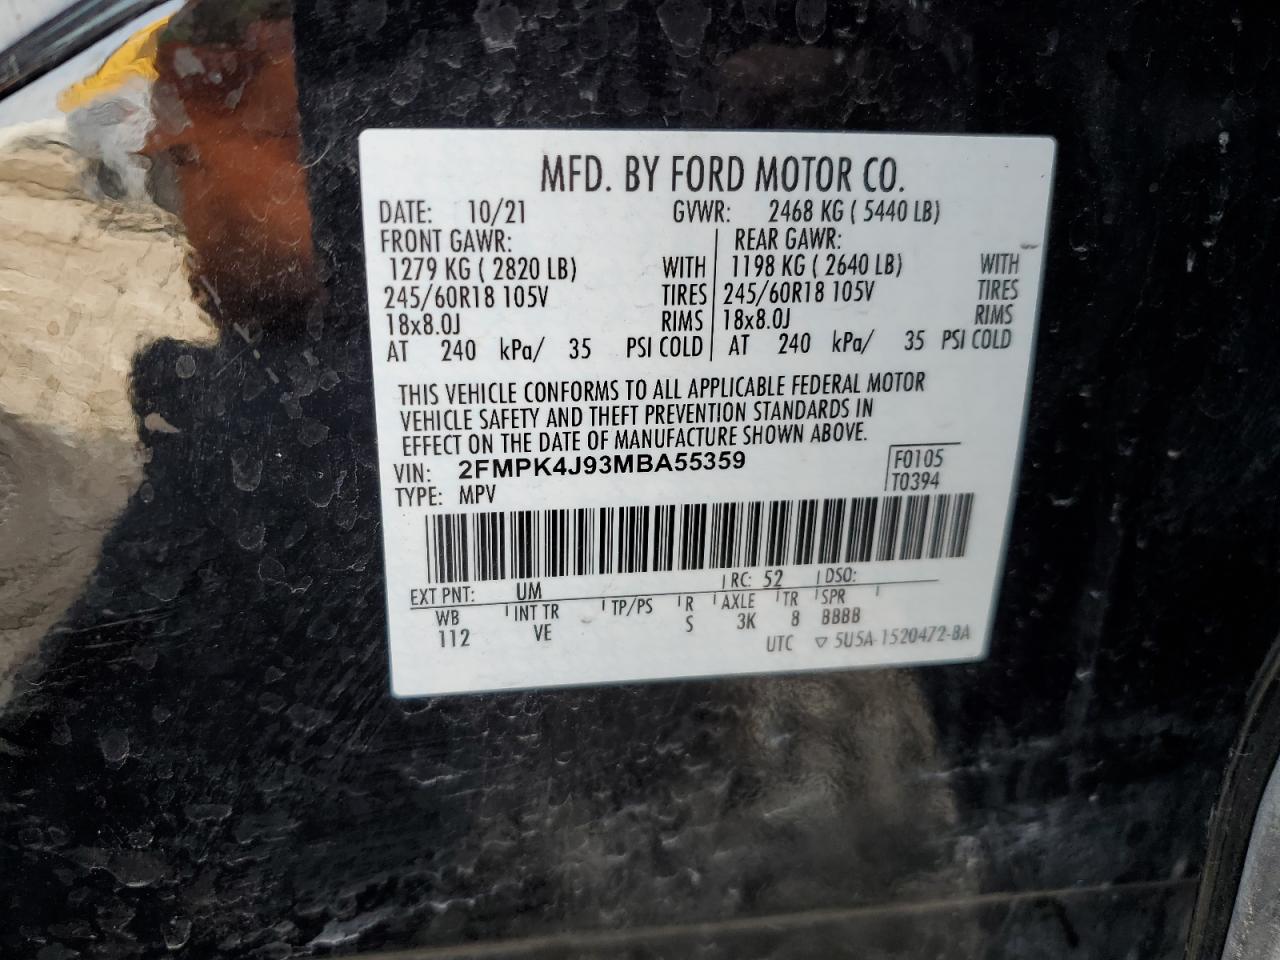 MFD. BY FORD MOTOR CO.
DATE: 10/21 GVWR: 2468 KG ( 5440 LB)
FRONT GAWR: REAR GAWR:
1279 KG ( 2820 LB) WITH 1198 KG ( 2640 LB) WITH
245/60R18 105V TIRES 245/60R18 105V TIRES
18x8.0J RIMS 18x8.0J RIMS
AT 240 kPa/ 35 PSI COLD AT 240 kPa/ 35 PSI COLD
THIS VEHICLE CONFORMS TO ALL APPLICABLE FEDERAL MOTOR
VEHICLE SAFETY AND THEFT PREVENTION STANDARDS IN
EFFECT ON THE DATE OF MANUFACTURE SHOWN ABOVE.
VIN: 2FMPK4J93MBA55359 F0105
TYPE: MPV T0394
EXT PNT: UM RC: 52 DSO:
WB INT TR TP/PS R AXLE TR SPR
112 VE S 3K 8 BBBB
UTC ▽ 5U5A-1520472-BA